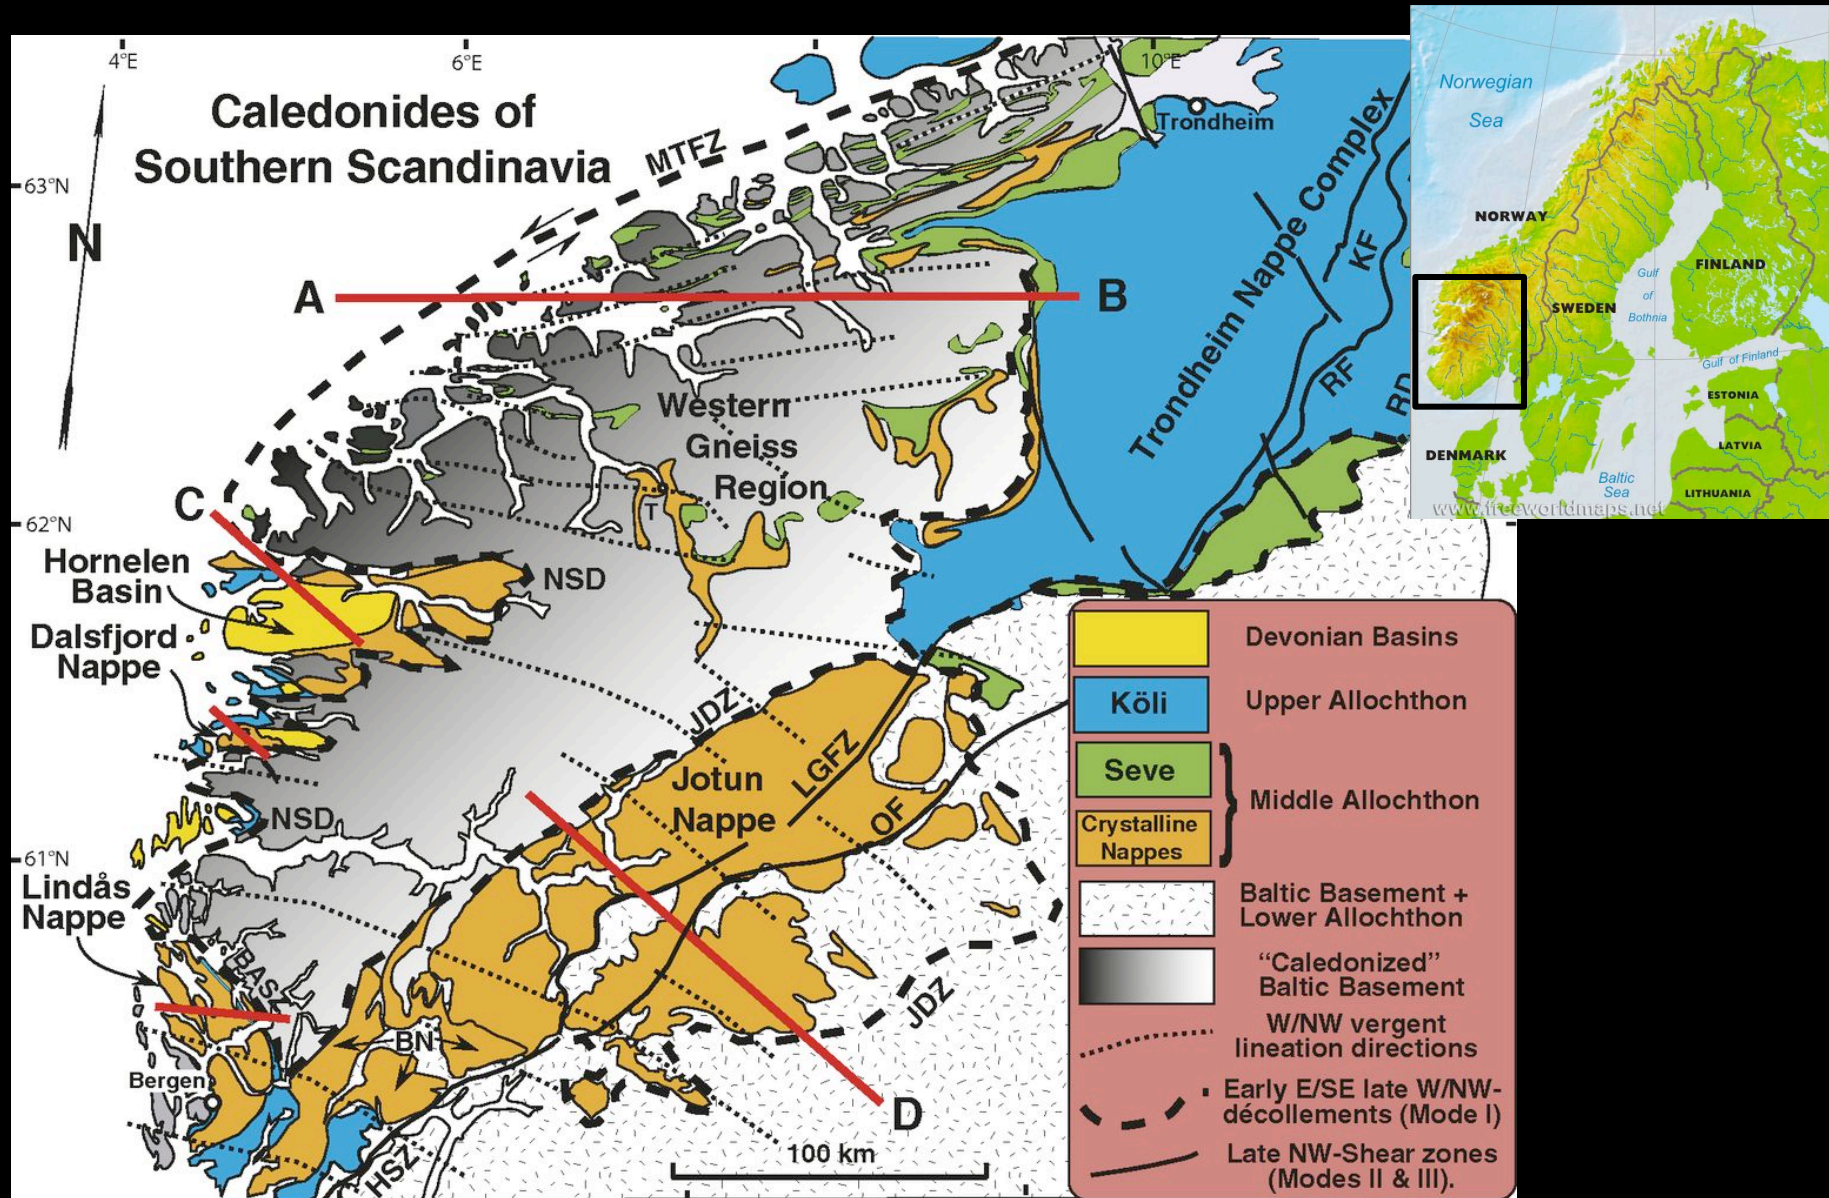 4°E
6°E
10°E
Caledonides of
Southern Scandinavia
63°N
62°N
61°N
N
MTFZ
Trondheim
Trondheim Nappe Complex
KF
RF
A
B
Western
Gneiss
Region
T
C
Hornelen
Basin
NSD
Dalsfjord
Nappe
NSD
JDZ
Jotun
Nappe
LGFZ
OF
Lindås
Nappe
BAS
BN
Bergen
JDZ
D
HSZ
100 km
Devonian Basins
Köli
Upper Allochthon
Seve
Crystalline
Nappes
Middle Allochthon
Baltic Basement +
Lower Allochthon
“Caledonized”
Baltic Basement
W/NW vergent
lineation directions
Early E/SE late W/NW-
décollements (Mode I)
Late NW-Shear zones
(Modes II & III).
Norwegian
Sea
NORWAY
FINLAND
SWEDEN
Gulf
of
Bothnia
Gulf of Finland
ESTONIA
LATVIA
LITHUANIA
DENMARK
Baltic
Sea
www.freeworldmaps.net